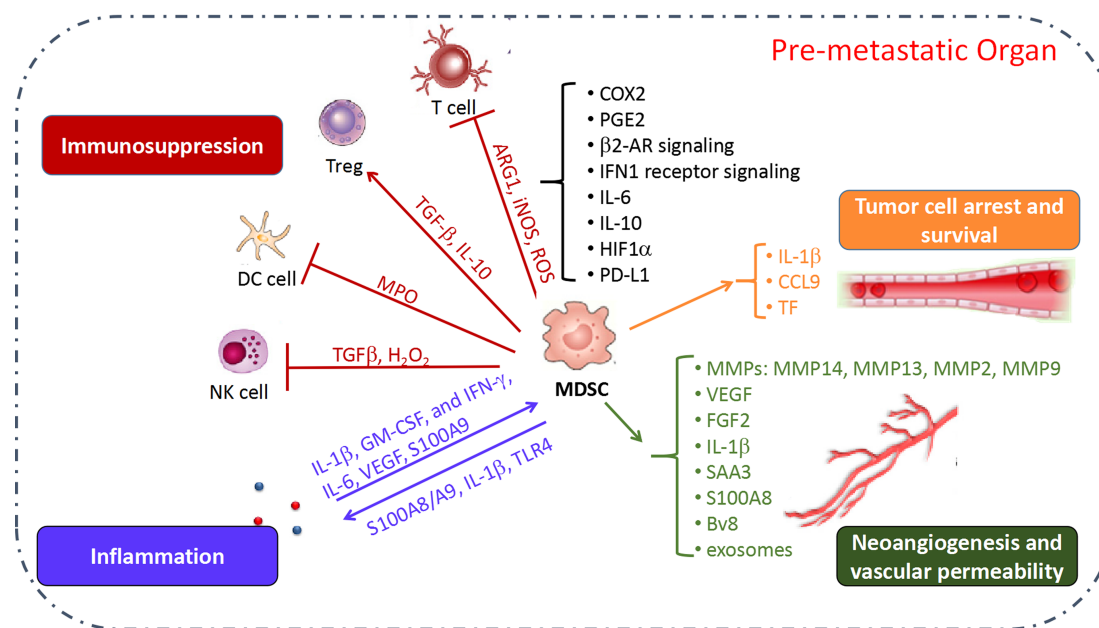 Pre-metastatic Organ
Immunosuppression
T cell
Treg
DC cell
NK cell
ARG1, iNOS, ROS
TGF-β, IL-10
MPO
TGFβ, H₂O₂
• COX2
• PGE2
• β2-AR signaling
• IFN1 receptor signaling
• IL-6
• IL-10
• HIF1α
• PD-L1
MDSC
Tumor cell arrest and
survival
• IL-1β
• CCL9
• TF
• MMPs: MMP14, MMP13, MMP2, MMP9
• VEGF
• FGF2
• IL-1β
• SAA3
• S100A8
• Bv8
• exosomes
Neoangiogenesis and
vascular permeability
IL-1β, GM-CSF, and IFN-γ,
IL-6, VEGF, S100A9
S100A8/A9, IL-1β, TLR4
Inflammation